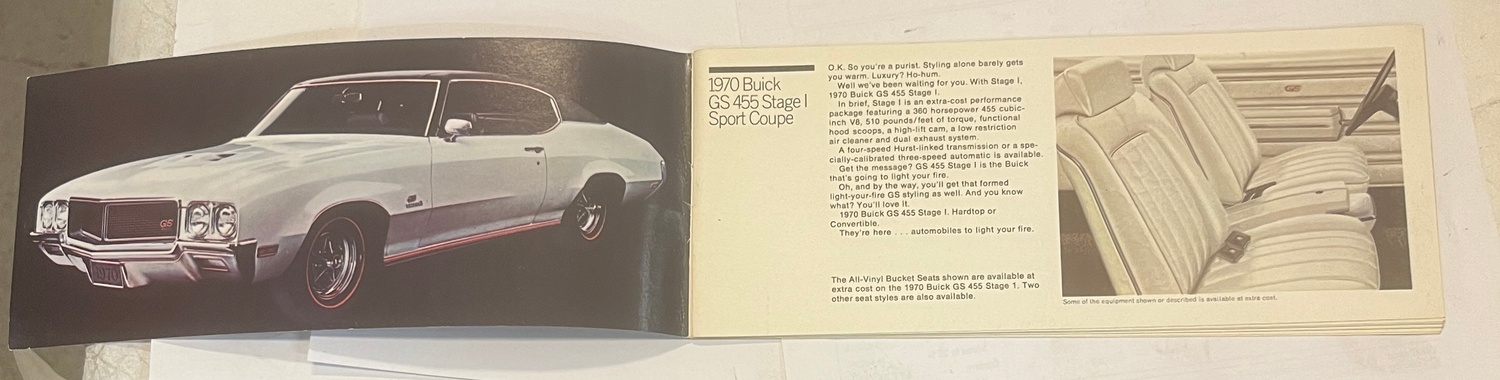 GS
1970
1970 Buick
GS 455 Stage I
Sport Coupe
O.K. So you're a purist. Styling alone barely gets
you warm. Luxury? Ho-hum.
Well we've been waiting for you. With Stage I,
1970 Buick GS 455 Stage I.
In brief, Stage I is an extra-cost performance
package featuring a 360 horsepower 455 cubic-
inch V8, 510 pounds/feet of torque, functional
hood scoops, a high-lift cam, a low restriction
air cleaner and dual exhaust system.
A four-speed Hurst-linked transmission or a spe-
cially-calibrated three-speed automatic is available.
Get the message? GS 455 Stage I is the Buick
that's going to light your fire.
Oh, and by the way, you'll get that formed
light-your-fire GS styling as well. And you know
what? You'll love it.
1970 Buick GS 455 Stage I. Hardtop or
Convertible.
They're here . . . automobiles to light your fire.
The All-Vinyl Bucket Seats shown are available at
extra cost on the 1970 Buick GS 455 Stage 1. Two
other seat styles are also available.
GS
Some of the equipment shown or described is available at extra cost.